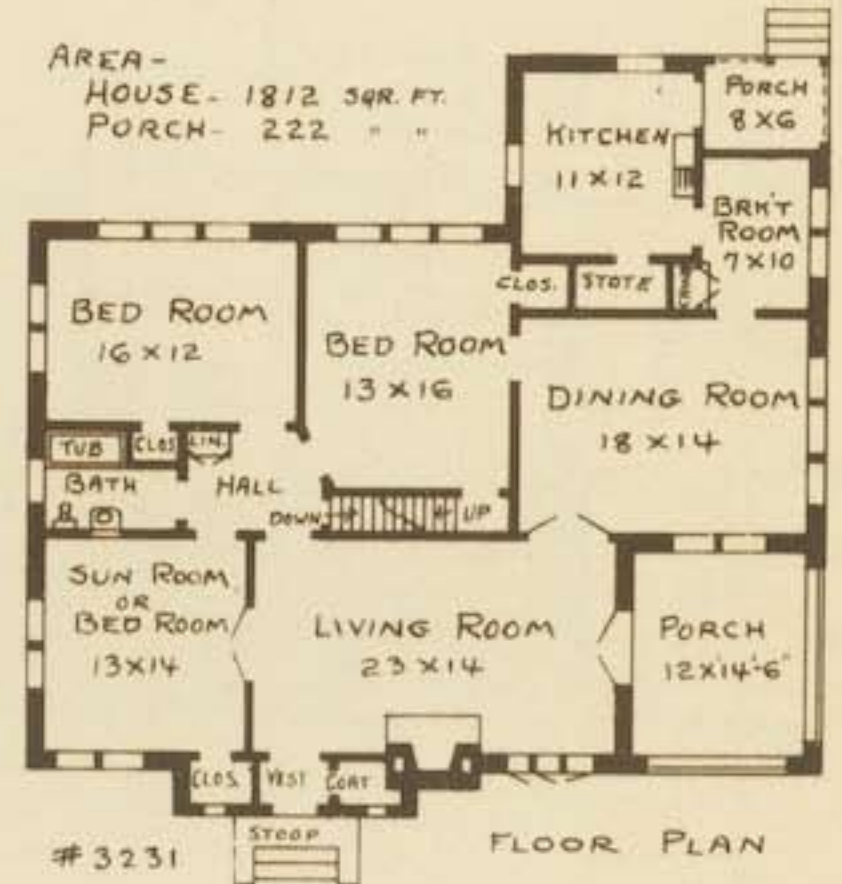 AREA-
HOUSE- 1812 SQR. FT.
PORCH- 222 " "
PORCH
8 X 6
KITCHEN
11 X 12
BRK'T
ROOM
7 X 10
CLOS.
STOTE
BED ROOM
16 X 12
BED ROOM
13 X 16
DINING ROOM
18 X 14
TUB
CLOS
LIN.
BATH
HALL
DOWN
UP
SUN ROOM
OR
BED ROOM
13 X 14
LIVING ROOM
23 X 14
PORCH
12 X 14'-6"
CLOS.
VEST
COAT
STOOP
# 3231
FLOOR PLAN